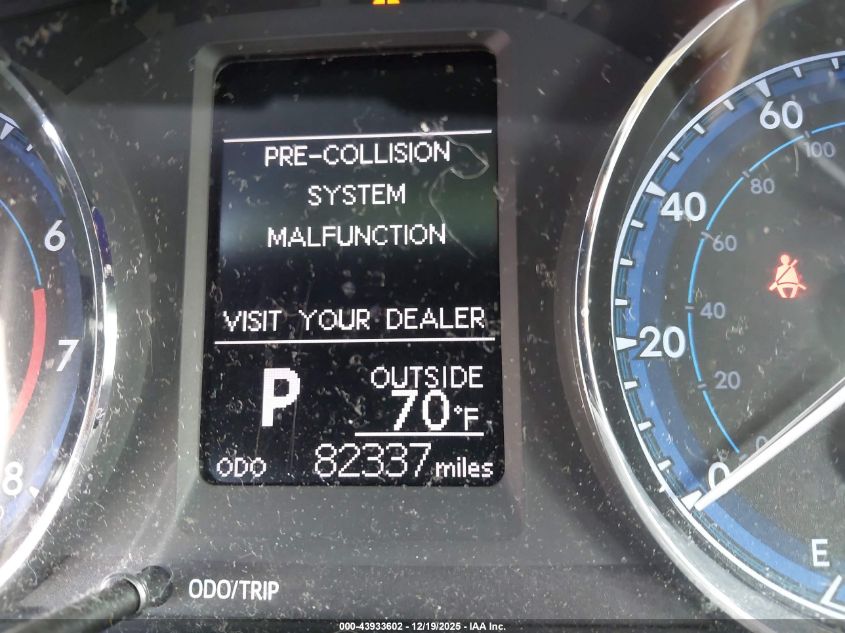 PRE-COLLISION
SYSTEM
MALFUNCTION
VISIT YOUR DEALER
P
OUTSIDE
70°F
ODO 82337 miles
ODO/TRIP
6
7
8
60
40
20
0
100
80
60
40
20
0
E
000-43933602 - 12/19/2025 - IAA Inc.